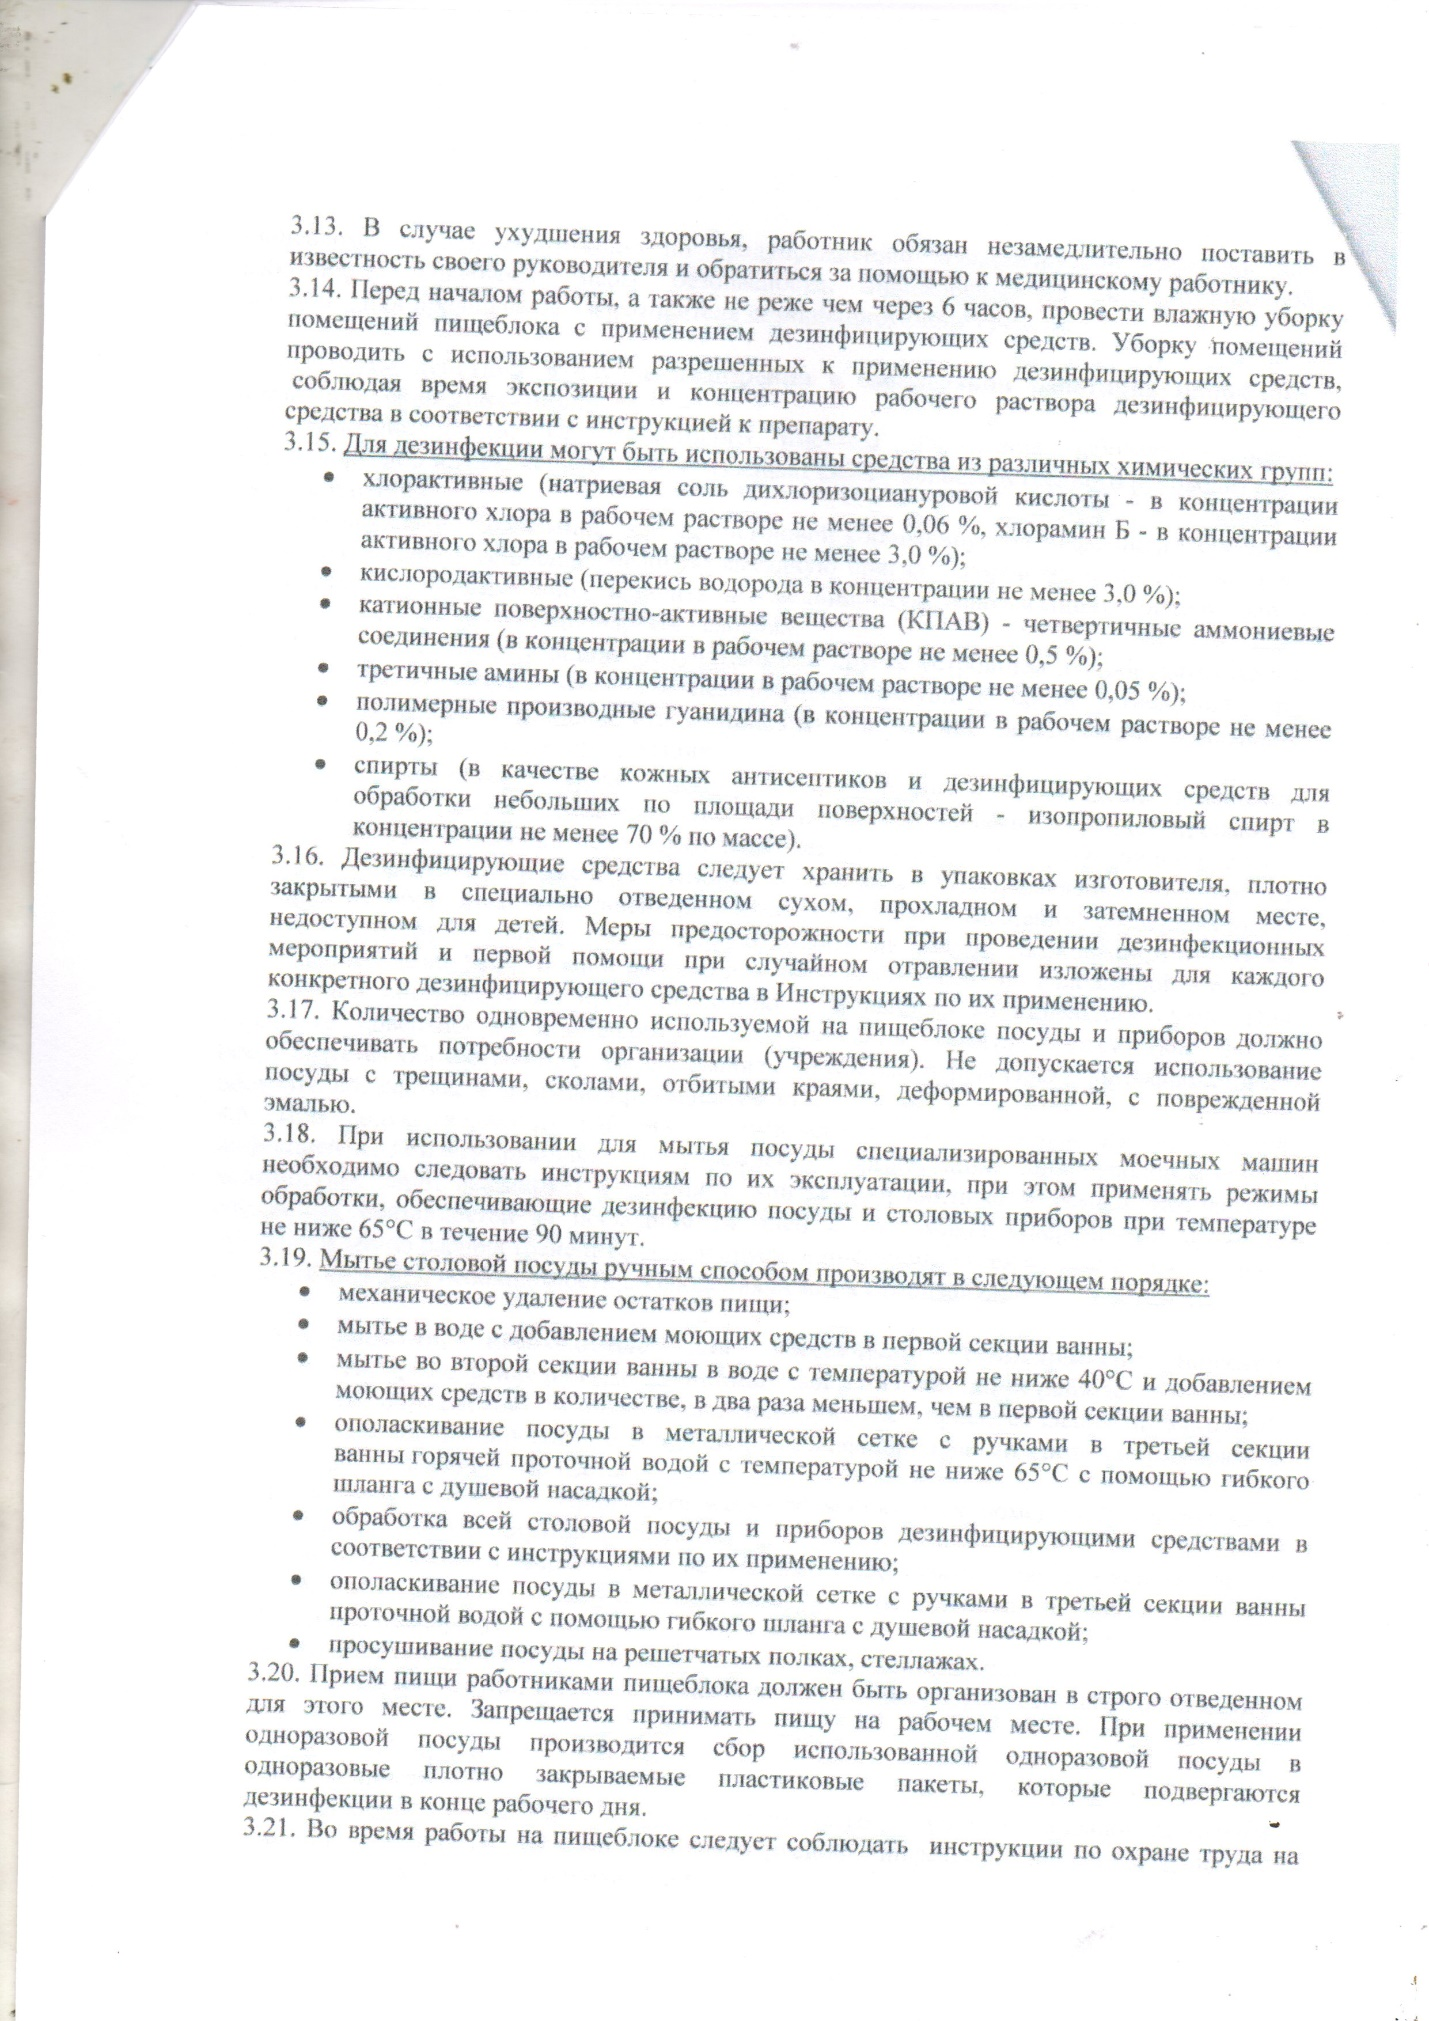 3.13. В случае ухудшения здоровья, работник обязан незамедлительно поставить в
известность своего руководителя и обратиться за помощью к медицинскому работнику.
3.14. Перед началом работы, а также не реже чем через 6 часов, провести влажную уборку
помещений пищеблока с применением дезинфицирующих средств. Уборку помещений
проводить с использованием разрешенных к применению дезинфицирующих средств,
соблюдая время экспозиции и концентрацию рабочего раствора дезинфицирующего
средства в соответствии с инструкцией к препарату.
3.15. Для дезинфекции могут быть использованы средства из различных химических групп:
• хлорактивные (натриевая соль дихлоризоциануровой кислоты - в концентрации
активного хлора в рабочем растворе не менее 0,06 %, хлорамин Б - в концентрации
активного хлора в рабочем растворе не менее 3,0 %);
• кислородактивные (перекись водорода в концентрации не менее 3,0 %);
• катионные поверхностно-активные вещества (КПАВ) - четвертичные аммониевые
соединения (в концентрации в рабочем растворе не менее 0,5 %);
• третичные амины (в концентрации в рабочем растворе не менее 0,05 %);
• полимерные производные гуанидина (в концентрации в рабочем растворе не менее
0,2 %);
• спирты (в качестве кожных антисептиков и дезинфицирующих средств для
обработки небольших по площади поверхностей - изопропиловый спирт в
концентрации не менее 70 % по массе).
3.16. Дезинфицирующие средства следует хранить в упаковках изготовителя, плотно
закрытыми в специально отведенном сухом, прохладном и затемненном месте,
недоступном для детей. Меры предосторожности при проведении дезинфекционных
мероприятий и первой помощи при случайном отравлении изложены для каждого
конкретного дезинфицирующего средства в Инструкциях по их применению.
3.17. Количество одновременно используемой на пищеблоке посуды и приборов должно
обеспечивать потребности организации (учреждения). Не допускается использование
посуды с трещинами, сколами, отбитыми краями, деформированной, с поврежденной
эмалью.
3.18. При использовании для мытья посуды специализированных моечных машин
необходимо следовать инструкциям по их эксплуатации, при этом применять режимы
обработки, обеспечивающие дезинфекцию посуды и столовых приборов при температуре
не ниже 65°С в течение 90 минут.
3.19. Мытье столовой посуды ручным способом производят в следующем порядке:
• механическое удаление остатков пищи;
• мытье в воде с добавлением моющих средств в первой секции ванны;
• мытье во второй секции ванны в воде с температурой не ниже 40°С и добавлением
моющих средств в количестве, в два раза меньшем, чем в первой секции ванны;
• ополаскивание посуды в металлической сетке с ручками в третьей секции
ванны горячей проточной водой с температурой не ниже 65°С с помощью гибкого
шланга с душевой насадкой;
• обработка всей столовой посуды и приборов дезинфицирующими средствами в
соответствии с инструкциями по их применению;
• ополаскивание посуды в металлической сетке с ручками в третьей секции ванны
проточной водой с помощью гибкого шланга с душевой насадкой;
• просушивание посуды на решетчатых полках, стеллажах.
3.20. Прием пищи работниками пищеблока должен быть организован в строго отведенном
для этого месте. Запрещается принимать пищу на рабочем месте. При применении
одноразовой посуды производится сбор использованной одноразовой посуды в
одноразовые плотно закрываемые пластиковые пакеты, которые подвергаются
дезинфекции в конце рабочего дня.
3.21. Во время работы на пищеблоке следует соблюдать инструкции по охране труда на